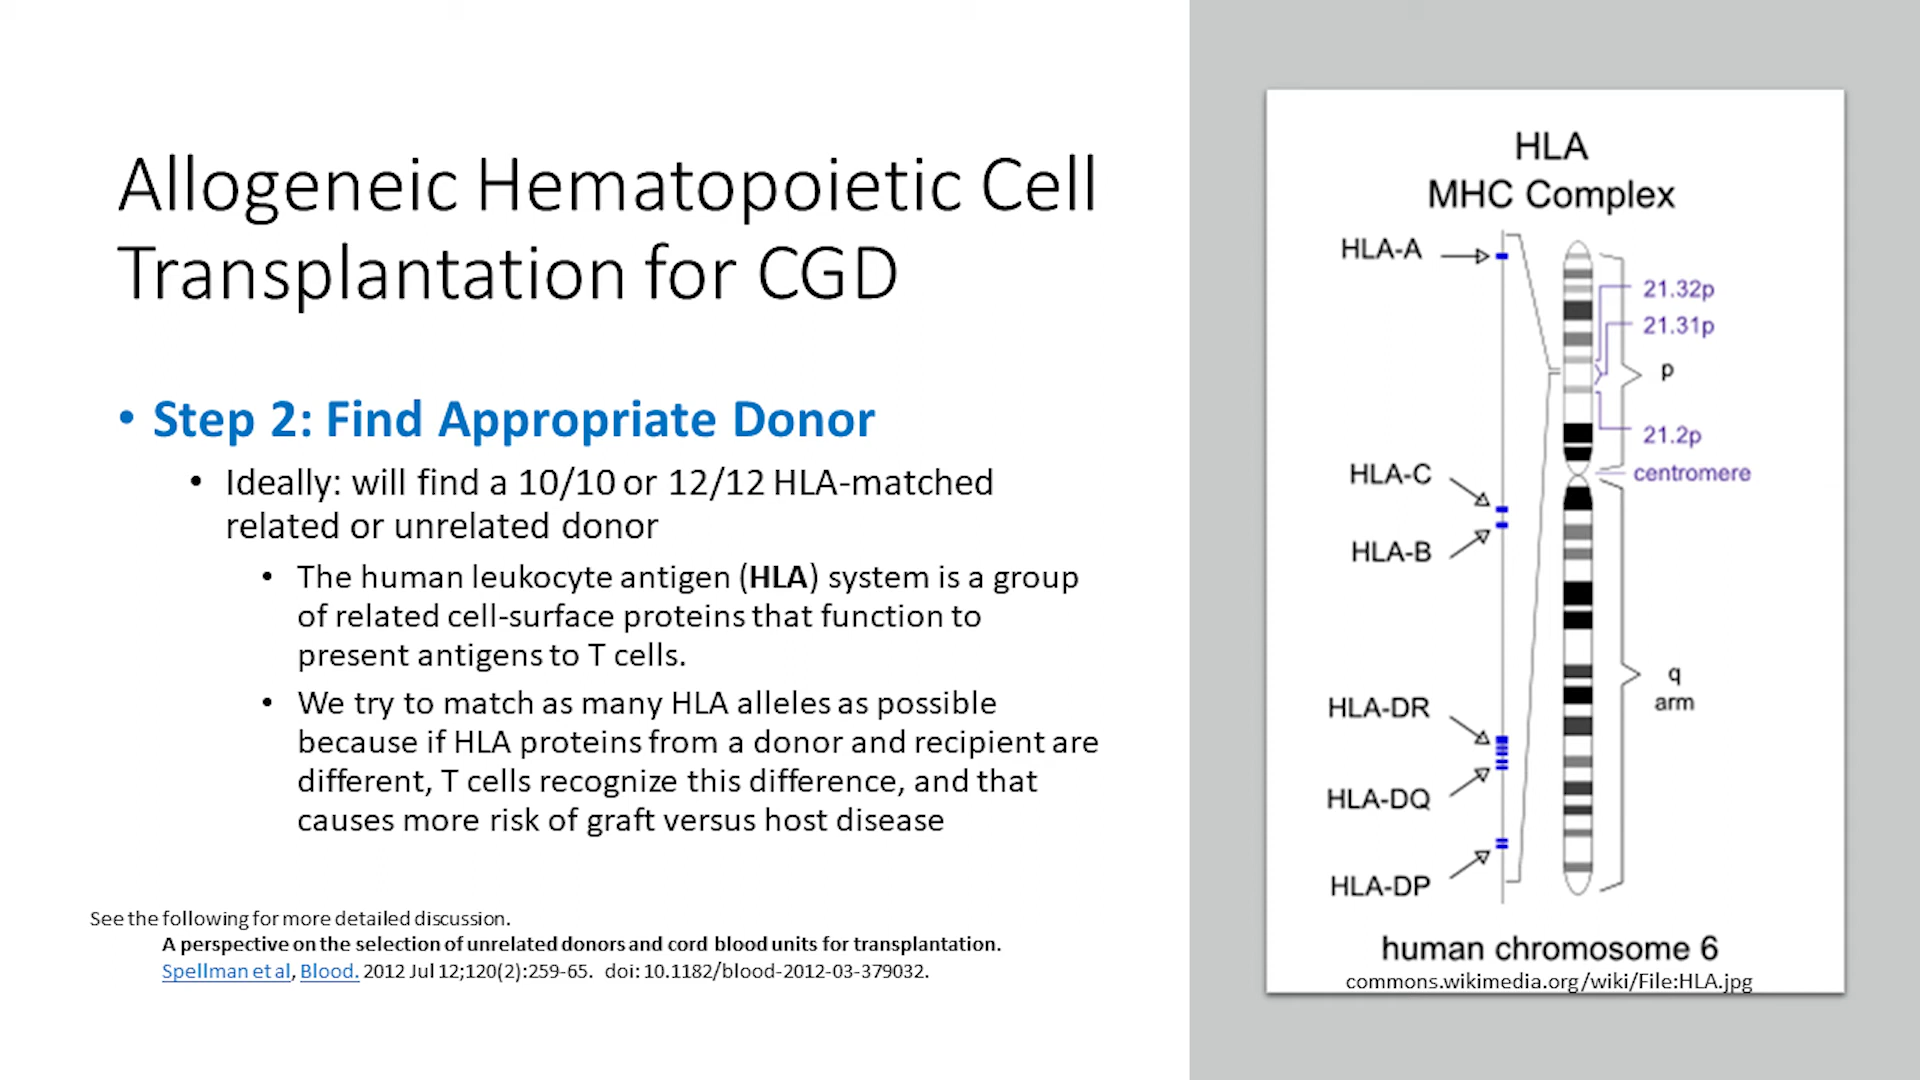 Allogeneic Hematopoietic Cell
Transplantation for CGD
• Step 2: Find Appropriate Donor
• Ideally: will find a 10/10 or 12/12 HLA-matched
related or unrelated donor
• The human leukocyte antigen (HLA) system is a group
of related cell-surface proteins that function to
present antigens to T cells.
• We try to match as many HLA alleles as possible
because if HLA proteins from a donor and recipient are
different, T cells recognize this difference, and that
causes more risk of graft versus host disease
See the following for more detailed discussion.
A perspective on the selection of unrelated donors and cord blood units for transplantation.
Spellman et al, Blood. 2012 Jul 12;120(2):259-65. doi: 10.1182/blood-2012-03-379032.
HLA
MHC Complex
HLA-A
21.32p
21.31p
p
21.2p
HLA-C
centromere
HLA-B
q
arm
HLA-DR
HLA-DQ
HLA-DP
human chromosome 6
commons.wikimedia.org/wiki/File:HLA.jpg